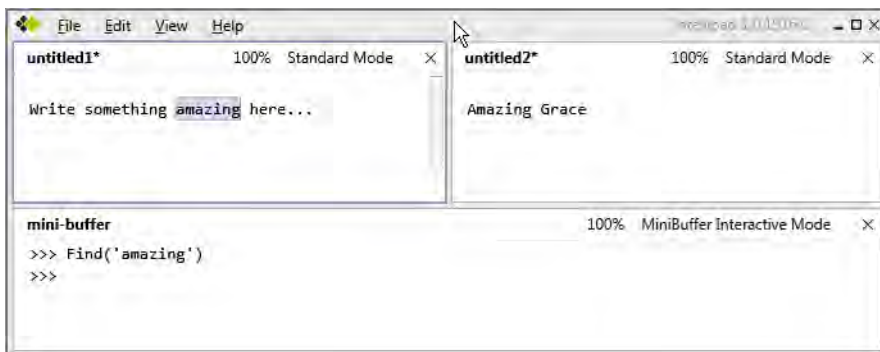 File Edit View Help
untitled1* 100% Standard Mode ×
Write something amazing here...
untitled2* 100% Standard Mode ×
Amazing Grace
mini-buffer 100% MiniBuffer Interactive Mode ×
>>> Find('amazing')
>>>